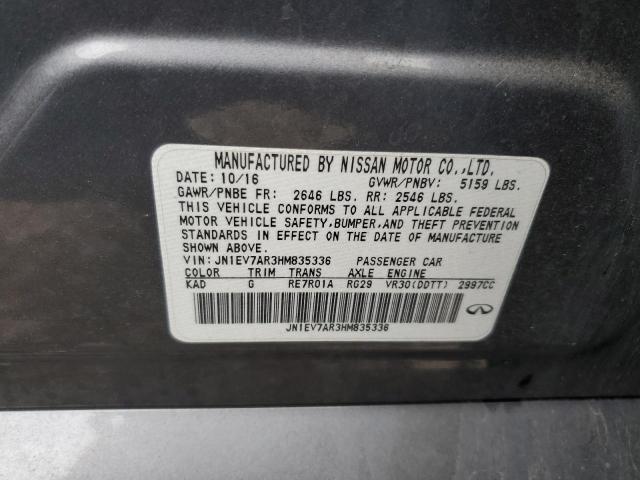 MANUFACTURED BY NISSAN MOTOR CO.,LTD.
DATE: 10/16 GVWR/PNBV: 5159 LBS.
GAWR/PNBE FR: 2646 LBS. RR: 2546 LBS.
THIS VEHICLE CONFORMS TO ALL APPLICABLE FEDERAL
MOTOR VEHICLE SAFETY,BUMPER,AND THEFT PREVENTION
STANDARDS IN EFFECT ON THE DATE OF MANUFACTURE
SHOWN ABOVE.
VIN:JN1EV7AR3HM835336 PASSENGER CAR
COLOR TRIM TRANS AXLE ENGINE
KAD G RE7R01A RG29 VR30(DDTT) 2997CC
JN1EV7AR3HM835336